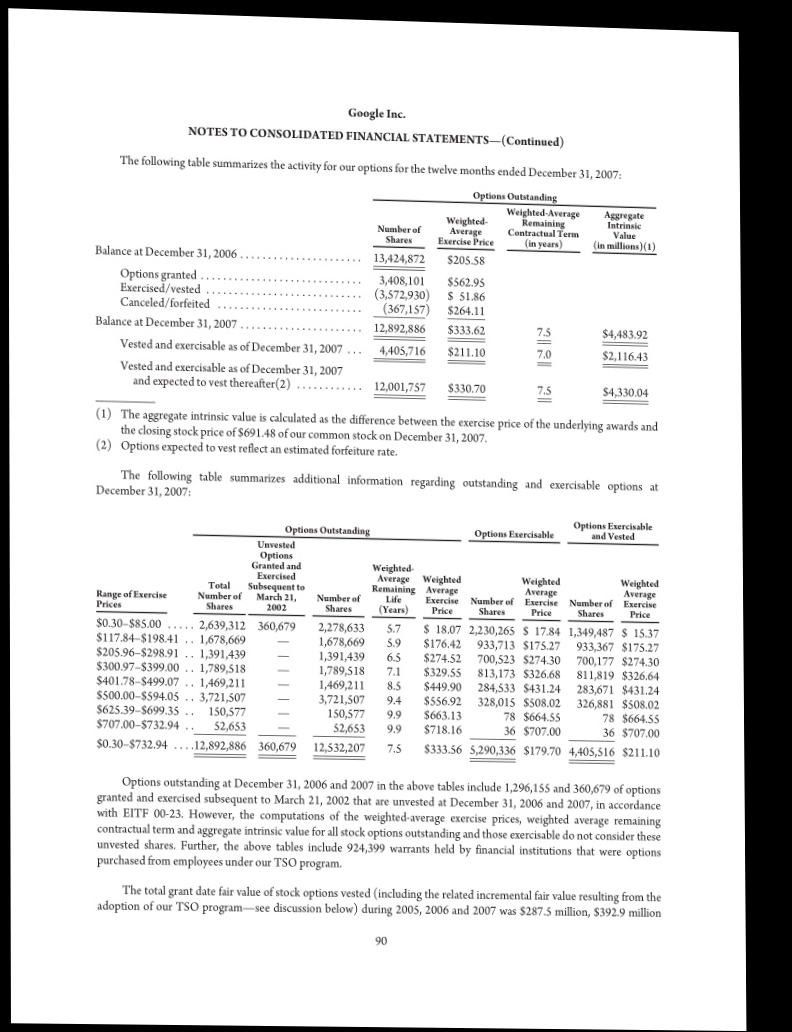 Google Inc.
NOTES TO CONSOLIDATED FINANCIAL STATEMENTS—(Continued)
The following table summarizes the activity for our options for the twelve months ended December 31, 2007:
Options Outstanding
Number of Shares Weighted-Average Exercise Price Weighted-Average Remaining Contractual Term (in years) Aggregate Intrinsic Value (in millions)(1)
Balance at December 31, 2006 . . . . . . . . . . . . . . . . . . . . . . 13,424,872 $205.58
Options granted . . . . . . . . . . . . . . . . . . . . . . . . . . . . 3,408,101 $562.95
Exercised/vested . . . . . . . . . . . . . . . . . . . . . . . . . . . (3,572,930) $ 51.86
Canceled/forfeited . . . . . . . . . . . . . . . . . . . . . . . . . (367,157) $264.11
Balance at December 31, 2007 . . . . . . . . . . . . . . . . . . . . . . 12,892,886 $333.62 7.5 $4,483.92
Vested and exercisable as of December 31, 2007 . . . 4,405,716 $211.10 7.0 $2,116.43
Vested and exercisable as of December 31, 2007
and expected to vest thereafter(2) . . . . . . . . . . . . 12,001,757 $330.70 7.5 $4,330.04
(1) The aggregate intrinsic value is calculated as the difference between the exercise price of the underlying awards and
the closing stock price of $691.48 of our common stock on December 31, 2007.
(2) Options expected to vest reflect an estimated forfeiture rate.
The following table summarizes additional information regarding outstanding and exercisable options at
December 31, 2007:
Options Outstanding Options Exercisable Options Exercisable and Vested
Range of Exercise Prices Total Number of Shares Unvested Options Granted and Exercised Subsequent to March 21, 2002 Number of Shares Weighted-Average Remaining Life (Years) Weighted Average Exercise Price Number of Shares Weighted Average Exercise Price Number of Shares Weighted Average Exercise Price
$0.30–$85.00 . . . . . 2,639,312 360,679 2,278,633 5.7 $ 18.07 2,230,265 $ 17.84 1,349,487 $ 15.37
$117.84–$198.41 . . 1,678,669 — 1,678,669 5.9 $176.42 933,713 $175.27 933,367 $175.27
$205.96–$298.91 . . 1,391,439 — 1,391,439 6.5 $274.52 700,523 $274.30 700,177 $274.30
$300.97–$399.00 . . 1,789,518 — 1,789,518 7.1 $329.55 813,173 $326.68 811,819 $326.64
$401.78–$499.07 . . 1,469,211 — 1,469,211 8.5 $449.90 284,533 $431.24 283,671 $431.24
$500.00–$594.05 . . 3,721,507 — 3,721,507 9.4 $556.92 328,015 $508.02 326,881 $508.02
$625.39–$699.35 . . 150,577 — 150,577 9.9 $663.13 78 $664.55 78 $664.55
$707.00–$732.94 . . 52,653 — 52,653 9.9 $718.16 36 $707.00 36 $707.00
$0.30–$732.94 . . . . 12,892,886 360,679 12,532,207 7.5 $333.56 5,290,336 $179.70 4,405,516 $211.10
Options outstanding at December 31, 2006 and 2007 in the above tables include 1,296,155 and 360,679 of options
granted and exercised subsequent to March 21, 2002 that are unvested at December 31, 2006 and 2007, in accordance
with EITF 00-23. However, the computations of the weighted-average exercise prices, weighted average remaining
contractual term and aggregate intrinsic value for all stock options outstanding and those exercisable do not consider these
unvested shares. Further, the above tables include 924,399 warrants held by financial institutions that were options
purchased from employees under our TSO program.
The total grant date fair value of stock options vested (including the related incremental fair value resulting from the
adoption of our TSO program—see discussion below) during 2005, 2006 and 2007 was $287.5 million, $392.9 million
90